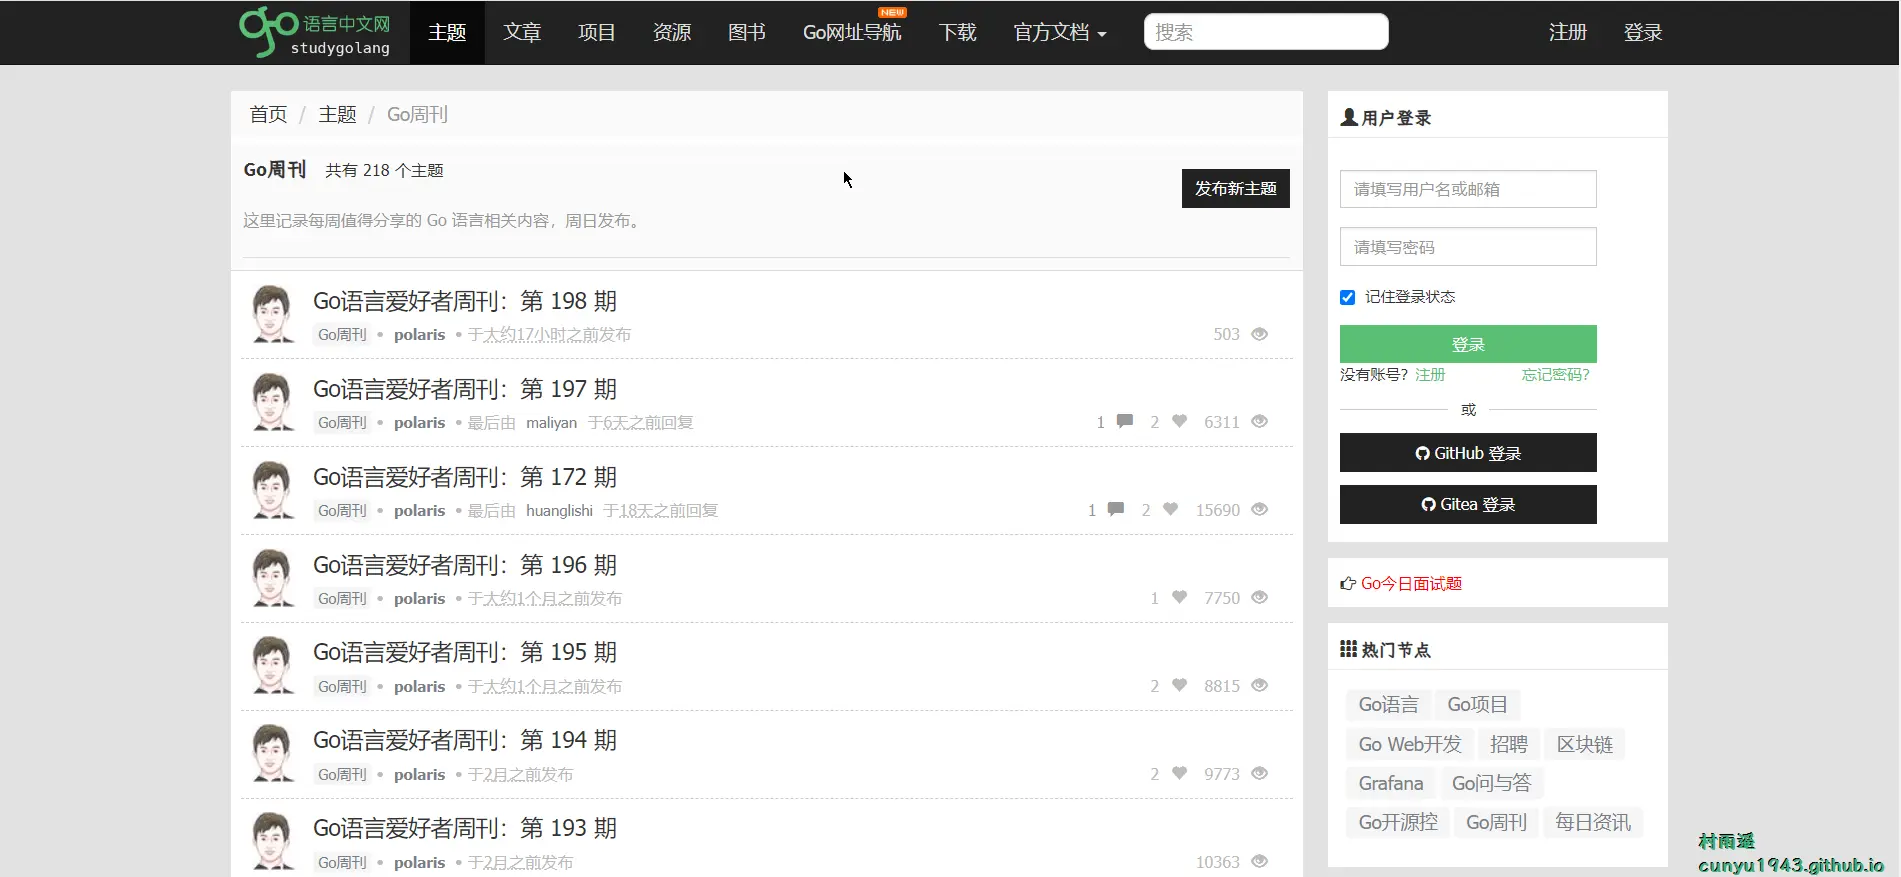 语言中文网
studygolang
主题 文章 项目 资源 图书 Go网址导航 NEW 下载 官方文档 搜索 注册 登录
首页 / 主题 / Go周刊
Go周刊 共有 218 个主题
发布新主题
这里记录每周值得分享的 Go 语言相关内容，周日发布。
Go语言爱好者周刊：第 198 期
Go周刊 • polaris • 于大约17小时之前发布 503
Go语言爱好者周刊：第 197 期
Go周刊 • polaris • 最后由 maliyan 于6天之前回复 1 2 6311
Go语言爱好者周刊：第 172 期
Go周刊 • polaris • 最后由 huanglishi 于18天之前回复 1 2 15690
Go语言爱好者周刊：第 196 期
Go周刊 • polaris • 于大约1个月之前发布 1 7750
Go语言爱好者周刊：第 195 期
Go周刊 • polaris • 于大约1个月之前发布 2 8815
Go语言爱好者周刊：第 194 期
Go周刊 • polaris • 于2月之前发布 2 9773
Go语言爱好者周刊：第 193 期
Go周刊 • polaris • 于2月之前发布 10363
用户登录
请填写用户名或邮箱
请填写密码
记住登录状态
登录
没有账号？注册 忘记密码？
或
GitHub 登录
Gitea 登录
Go今日面试题
热门节点
Go语言 Go项目
Go Web开发 招聘 区块链
Grafana Go问与答
Go开源控 Go周刊 每日资讯
村雨遥
cunyu1943.github.io